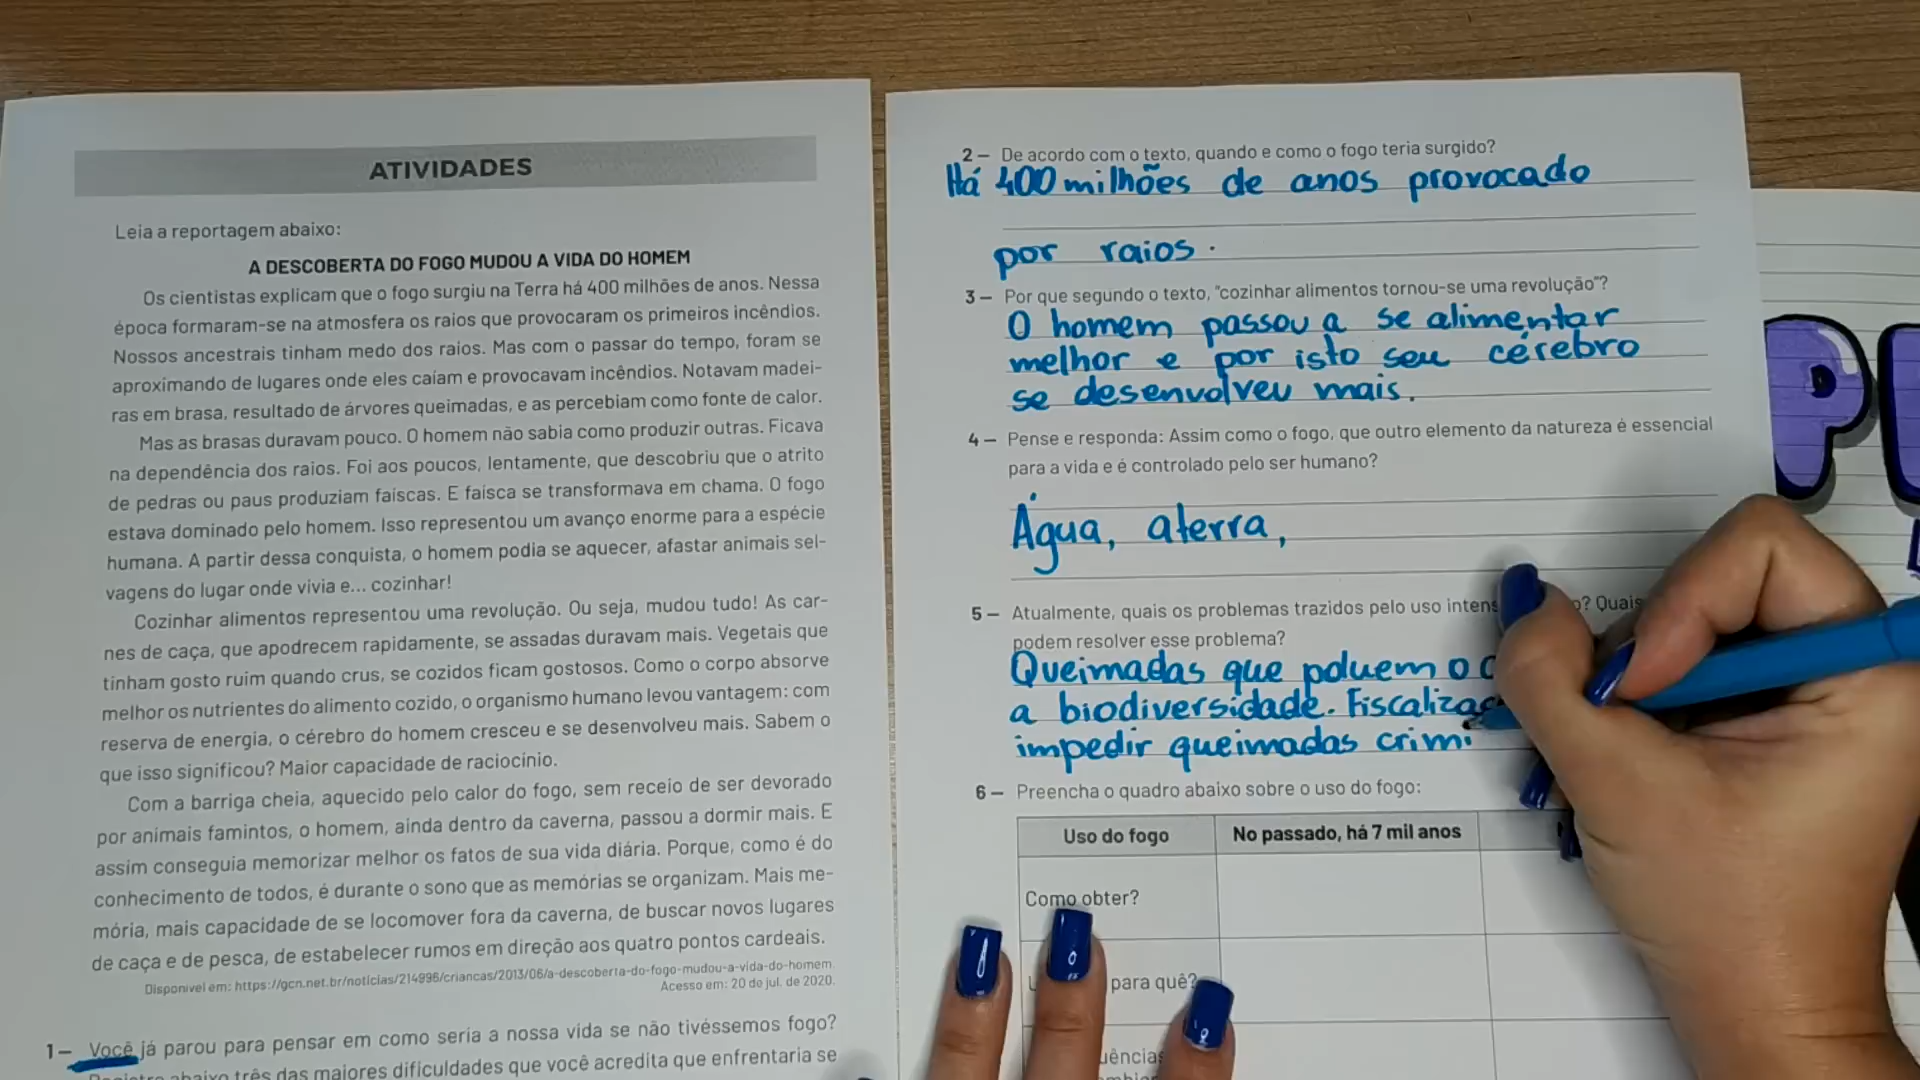 ATIVIDADES
Leia a reportagem abaixo:
A DESCOBERTA DO FOGO MUDOU A VIDA DO HOMEM
Os cientistas explicam que o fogo surgiu na Terra há 400 milhões de anos. Nessa
época formaram-se na atmosfera os raios que provocaram os primeiros incêndios.
Nossos ancestrais tinham medo dos raios. Mas com o passar do tempo, foram se
aproximando de lugares onde eles caíam e provocavam incêndios. Notavam madei-
ras em brasa, resultado de árvores queimadas, e as percebiam como fonte de calor.
Mas as brasas duravam pouco. O homem não sabia como produzir outras. Ficava
na dependência dos raios. Foi aos poucos, lentamente, que descobriu que o atrito
de pedras ou paus produziam faíscas. E faísca se transformava em chama. O fogo
estava dominado pelo homem. Isso representou um avanço enorme para a espécie
humana. A partir dessa conquista, o homem podia se aquecer, afastar animais sel-
vagens do lugar onde vivia e... cozinhar!
Cozinhar alimentos representou uma revolução. Ou seja, mudou tudo! As car-
nes de caça, que apodrecem rapidamente, se assadas duravam mais. Vegetais que
tinham gosto ruim quando crus, se cozidos ficam gostosos. Como o corpo absorve
melhor os nutrientes do alimento cozido, o organismo humano levou vantagem: com
reserva de energia, o cérebro do homem cresceu e se desenvolveu mais. Sabem o
que isso significou? Maior capacidade de raciocínio.
Com a barriga cheia, aquecido pelo calor do fogo, sem receio de ser devorado
por animais famintos, o homem, ainda dentro da caverna, passou a dormir mais. E
assim conseguia memorizar melhor os fatos de sua vida diária. Porque, como é do
conhecimento de todos, é durante o sono que as memórias se organizam. Mais me-
mória, mais capacidade de se locomover fora da caverna, de buscar novos lugares
de caça e de pesca, de estabelecer rumos em direção aos quatro pontos cardeais.
Disponível em: https://gcn.net.br/noticias/214996/criancas/2013/06/a-descoberta-do-fogo-mudou-a-vida-do-homem.
Acesso em: 20 de jul. de 2020.
1 – Você já parou para pensar em como seria a nossa vida se não tivéssemos fogo?
abaixo três das maiores dificuldades que você acredita que enfrentaria se
2 – De acordo com o texto, quando e como o fogo teria surgido?
Há 400 milhões de anos provocado
por raios.
3 – Por que segundo o texto, "cozinhar alimentos tornou-se uma revolução"?
O homem passou a se alimentar
melhor e por isto seu cérebro
se desenvolveu mais.
4 – Pense e responda: Assim como o fogo, que outro elemento da natureza é essencial
para a vida e é controlado pelo ser humano?
Água, aterra,
5 – Atualmente, quais os problemas trazidos pelo uso intens ? Quais
podem resolver esse problema?
Queimadas que poluem o
a biodiversidade. Fiscalizaç
impedir queimadas crimi
6 – Preencha o quadro abaixo sobre o uso do fogo:
Uso do fogo No passado, há 7 mil anos
Como obter?
para quê?
uências
P